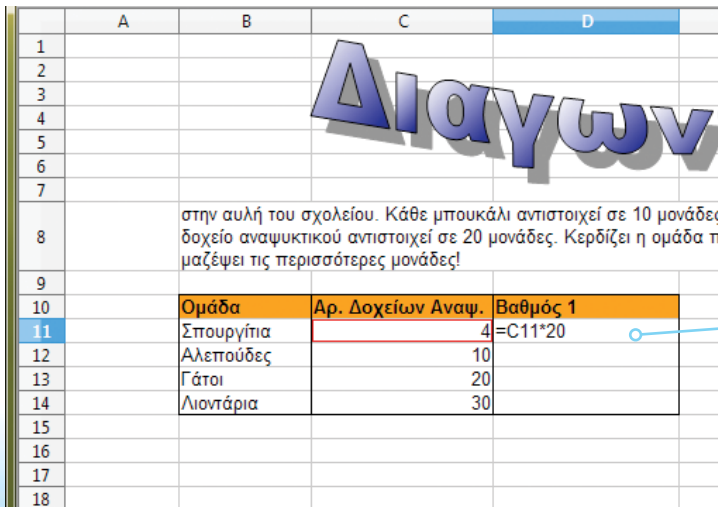 A B C D
1
2
3
4
5
6
7
Διαγων
στην αυλή του σχολείου. Κάθε μπουκάλι αντιστοιχεί σε 10 μονάδες
8 δοχείο αναψυκτικού αντιστοιχεί σε 20 μονάδες. Κερδίζει η ομάδα
μαζέψει τις περισσότερες μονάδες!
9
10 Ομάδα Αρ. Δοχείων Αναψ. Βαθμός 1
11 Σπουργίτια 4 =C11*20
12 Αλεπούδες 10
13 Γάτοι 20
14 Λιοντάρια 30
15
16
17
18